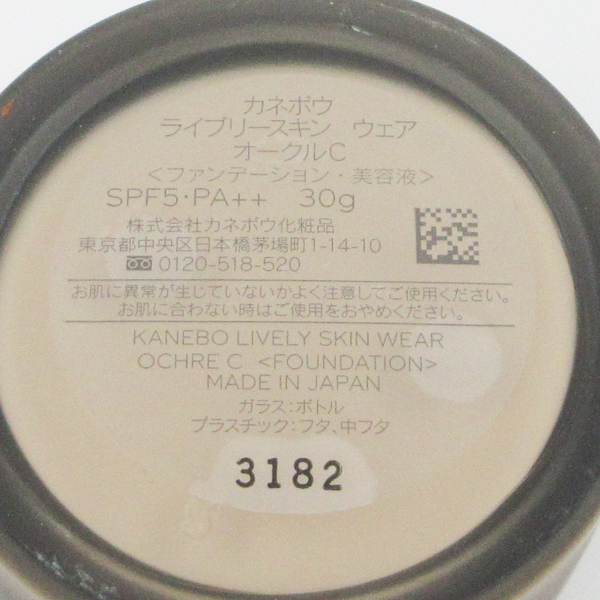 カネボウ
ライブリースキン ウェア
オークルC
<ファンデーション・美容液>
SPF5・PA++ 30g
株式会社カネボウ化粧品
東京都中央区日本橋茅場町1-14-10
0120-518-520
お肌に異常が生じていないかよく注意してご使用ください。
お肌に合わない時はご使用をおやめください。
KANEBO LIVELY SKIN WEAR
OCHRE C <FOUNDATION>
MADE IN JAPAN
ガラス:ボトル
プラスチック:フタ、中フタ
3182